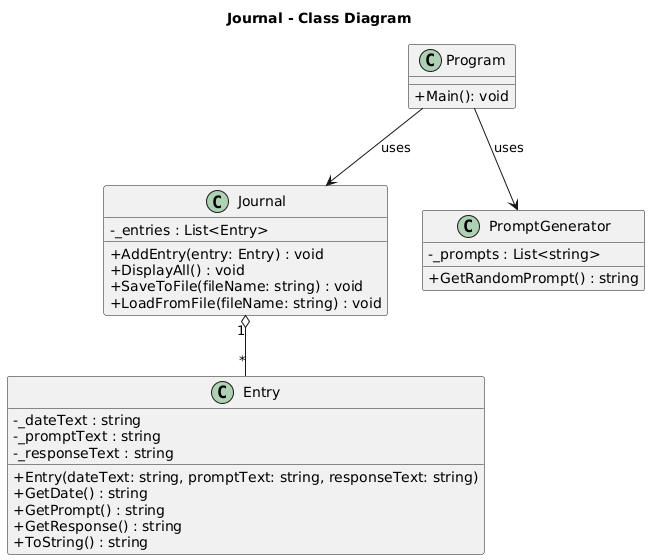 Journal - Class Diagram
C Program
+Main(): void
uses
uses
C Journal
-_entries : List<Entry>
+AddEntry(entry: Entry) : void
+DisplayAll() : void
+SaveToFile(fileName: string) : void
+LoadFromFile(fileName: string) : void
C PromptGenerator
-_prompts : List<string>
+GetRandomPrompt() : string
1
*
C Entry
-_dateText : string
-_promptText : string
-_responseText : string
+Entry(dateText: string, promptText: string, responseText: string)
+GetDate() : string
+GetPrompt() : string
+GetResponse() : string
+ToString() : string